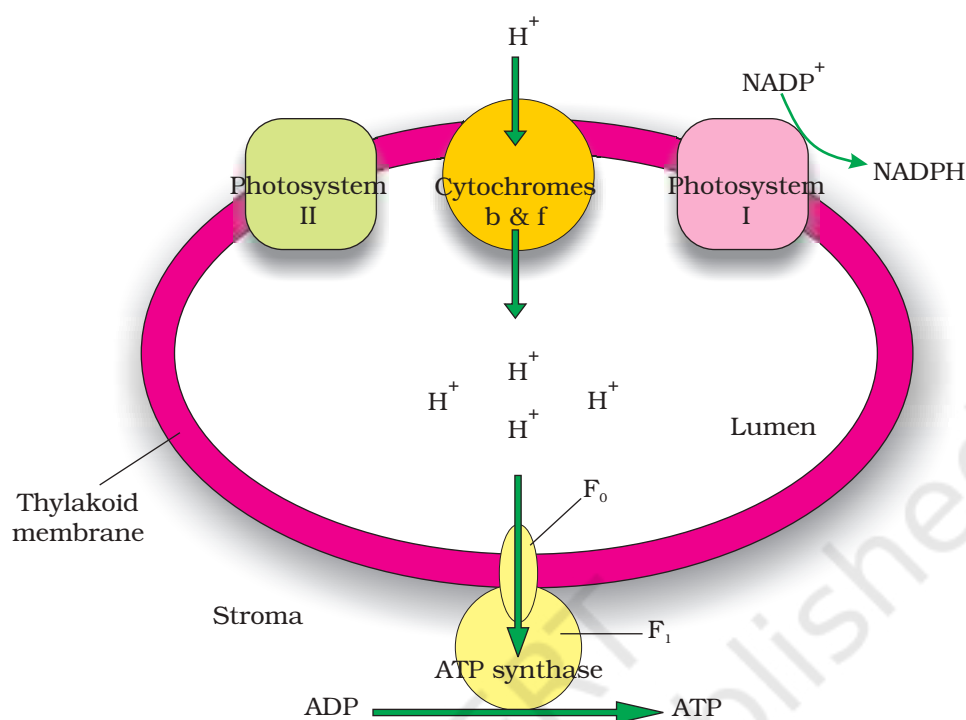 H+
NADP+
NADPH
Photosystem
II
Cytochromes
b & f
Photosystem
I
H+
H+
H+
H+
Lumen
F0
Thylakoid
membrane
Stroma
F1
ATP synthase
ADP
ATP